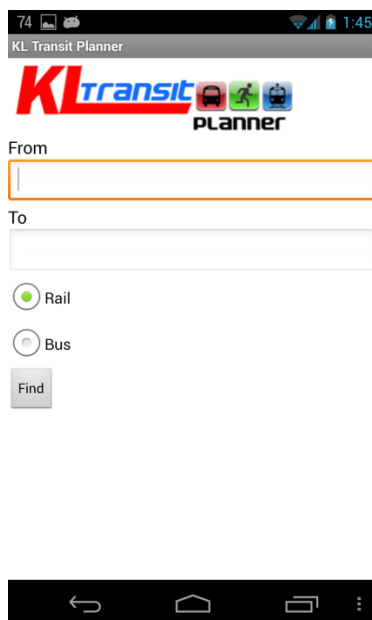 74 1:45
KL Transit Planner
KL Transit
Planner
From
To
Rail
Bus
Find